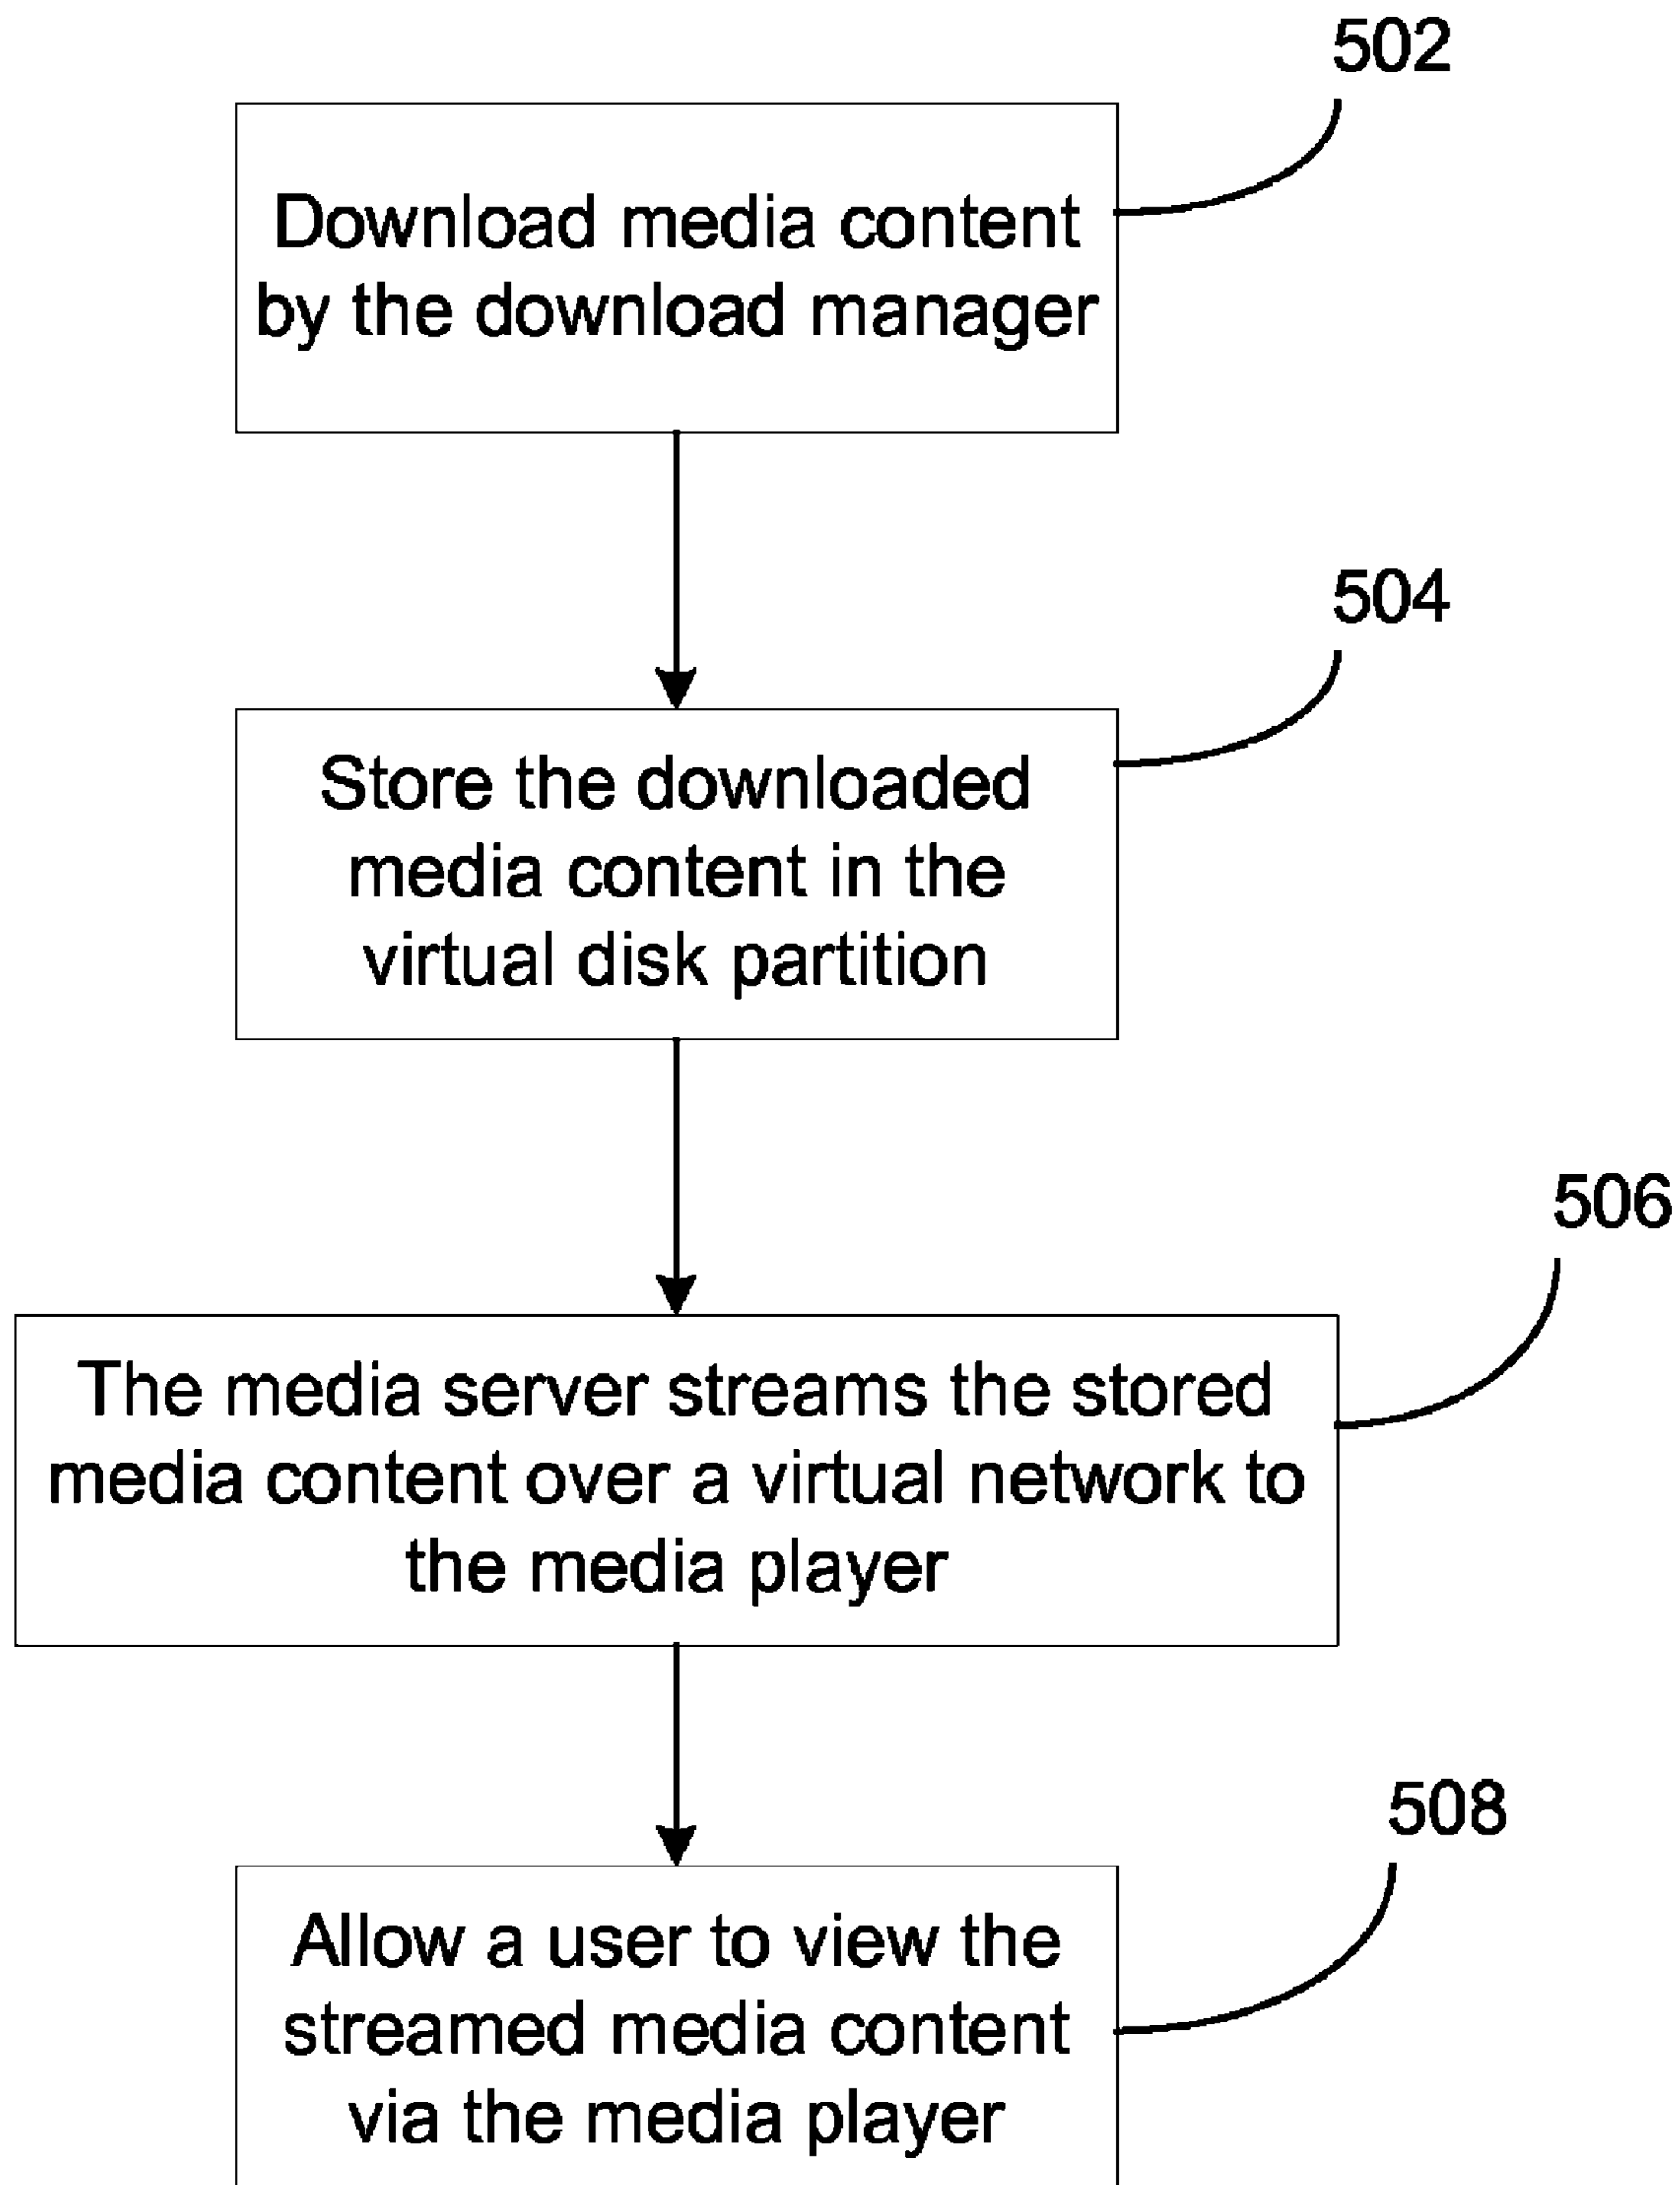 502
Download media content
by the download manager
504
Store the downloaded
media content in the
virtual disk partition
506
The media server streams the stored
media content over a virtual network to
the media player
508
Allow a user to view the
streamed media content
via the media player